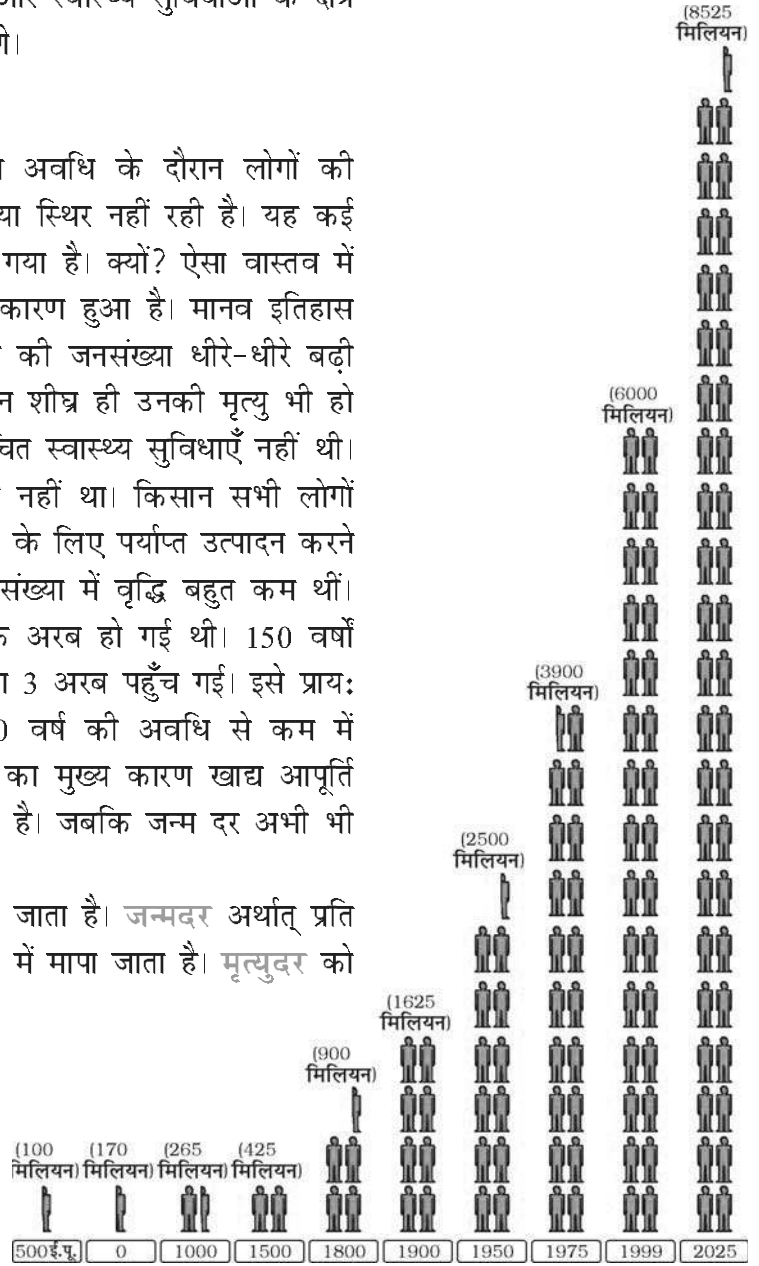 और स्वास्थ्य सुविधाओं के क्षेत्र
गे।
अवधि के दौरान लोगों की
या स्थिर नहीं रही है। यह कई
गया है। क्यों? ऐसा वास्तव में
कारण हुआ है। मानव इतिहास
की जनसंख्या धीरे-धीरे बढ़ी
न शीघ्र ही उनकी मृत्यु भी हो
स्वास्थ्य सुविधाएँ नहीं थी।
नहीं था। किसान सभी लोगों
के लिए पर्याप्त उत्पादन करने
संख्या में वृद्धि बहुत कम थीं।
अरब हो गई थी। 150 वर्षों
3 अरब पहुँच गई। इसे प्राय:
वर्ष की अवधि से कम में
का मुख्य कारण खाद्य आपूर्ति
है। जबकि जन्म दर अभी भी
जाता है। जन्मदर अर्थात् प्रति
में मापा जाता है। मृत्युदर को
(8525
मिलियन)
(6000
मिलियन)
(3900
मिलियन)
(2500
मिलियन)
(1625
मिलियन)
(900
मिलियन)
(100 (170 (265 (425
मिलियन) मिलियन) मिलियन) मिलियन)
500ई.पू. 0 1000 1500 1800 1900 1950 1975 1999 2025